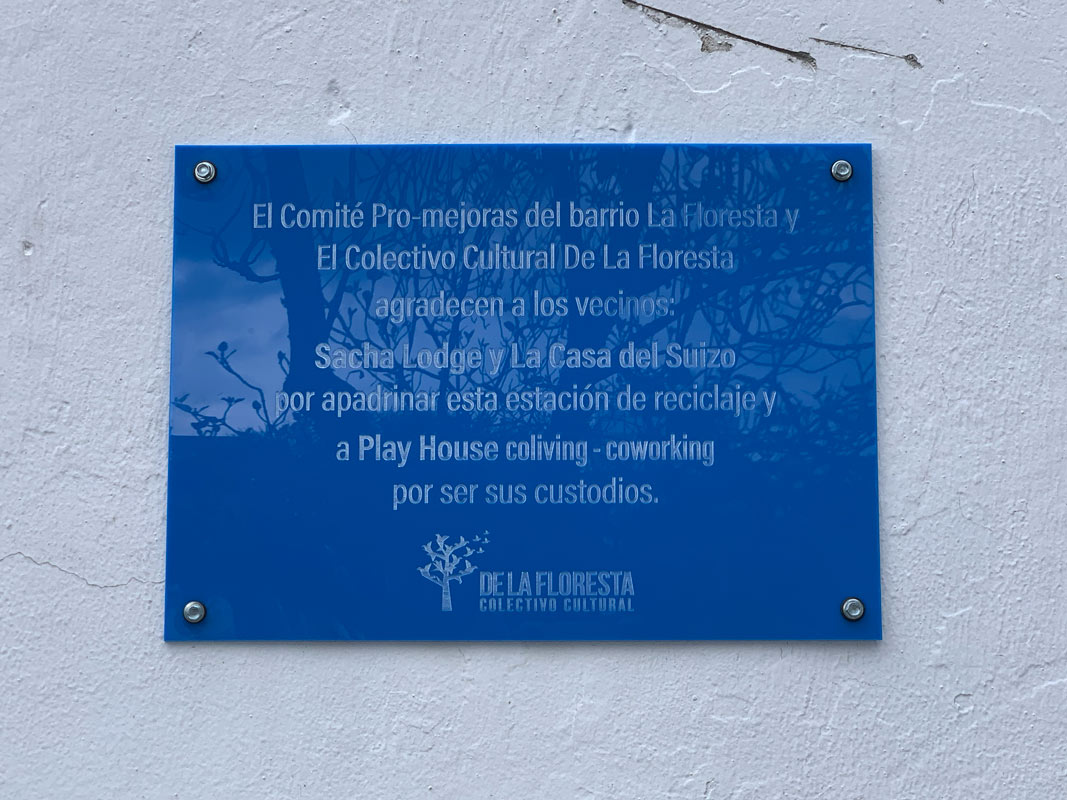 El Comité Pro-mejoras del barrio La Floresta y
El Colectivo Cultural De La Floresta
agradecen a los vecinos:
Sacha Lodge y La Casa del Suizo
por apadrinar esta estación de reciclaje y
a Play House coliving - coworking
por ser sus custodios.
DE LA FLORESTA
COLECTIVO CULTURAL